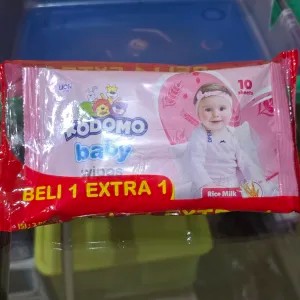 10
KODOMO
baby
wipes
BELI 1 EXTRA 1
Rice Milk